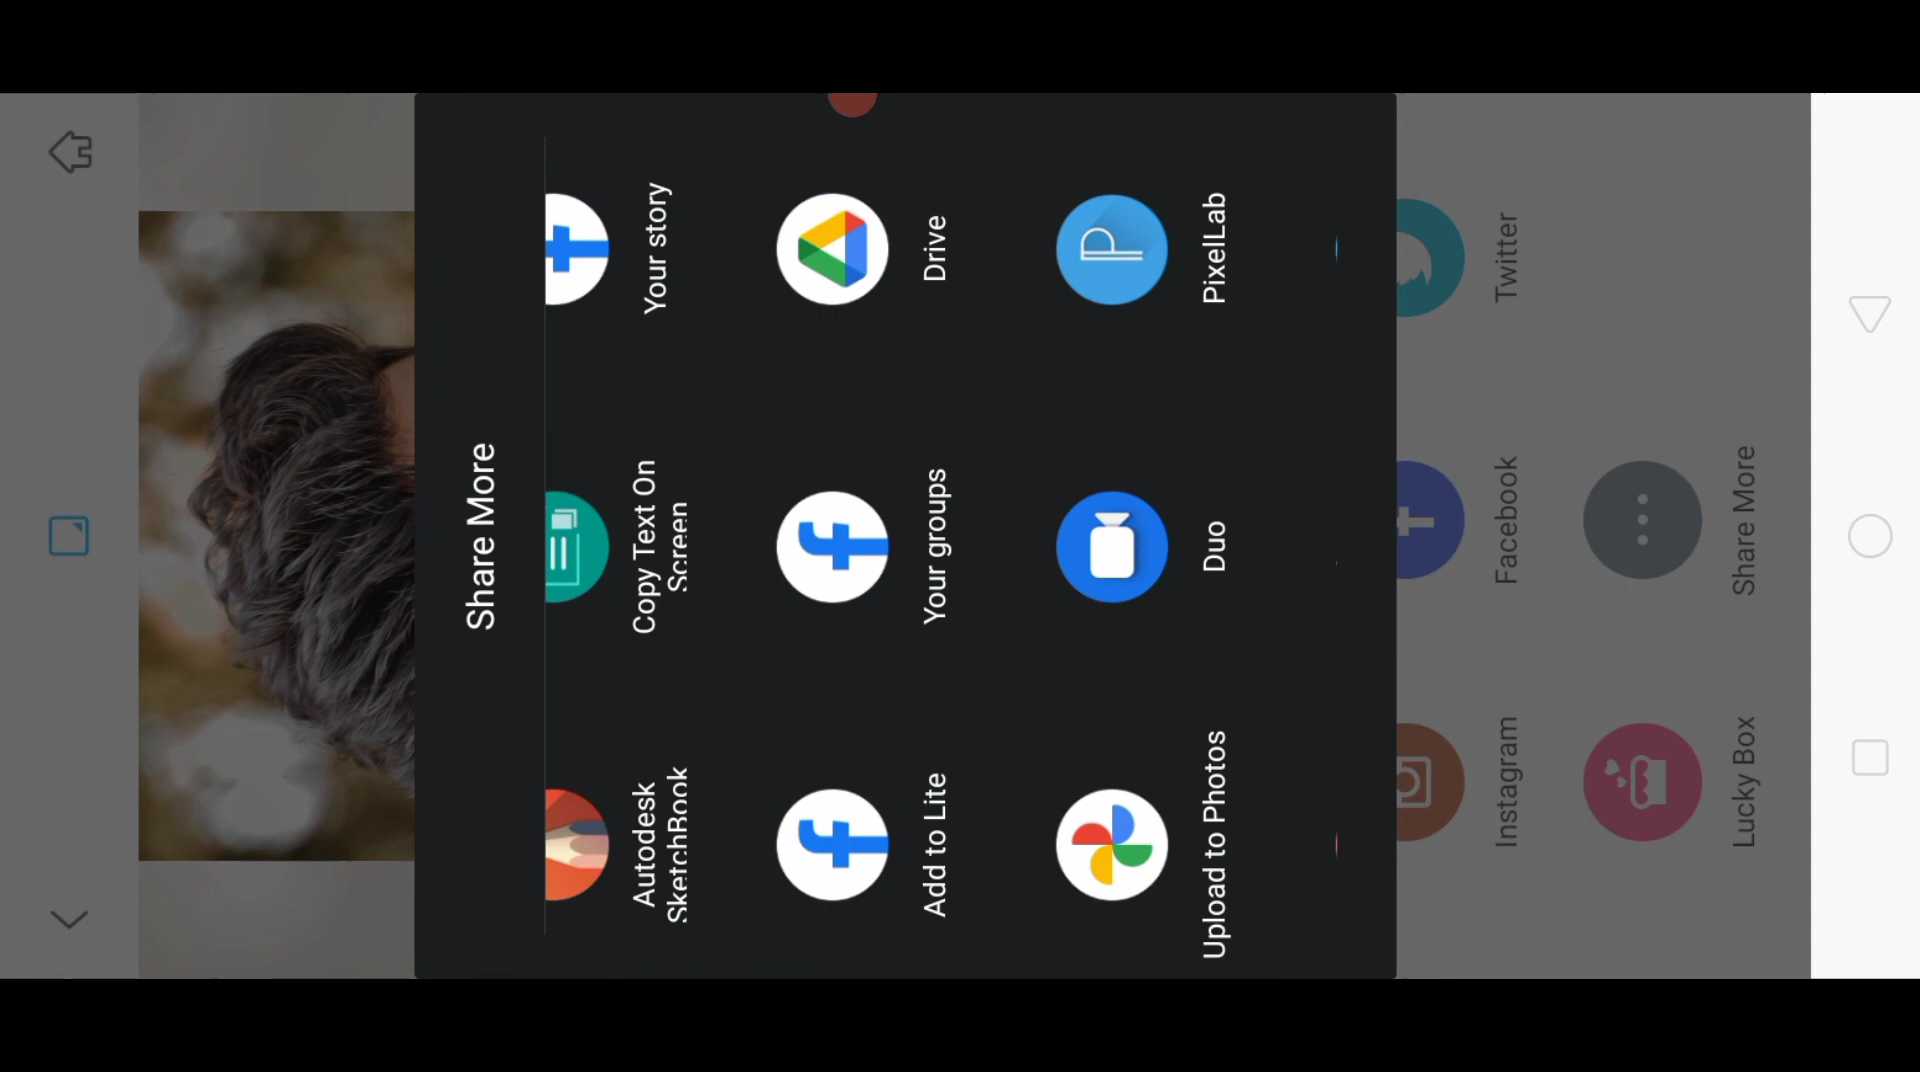 Share More
Autodesk
SketchBook
Copy Text On
Screen
Your story
Add to Lite
Your groups
Drive
Upload to Photos
Duo
PixelLab
Instagram
Facebook
Twitter
Lucky Box
Share More